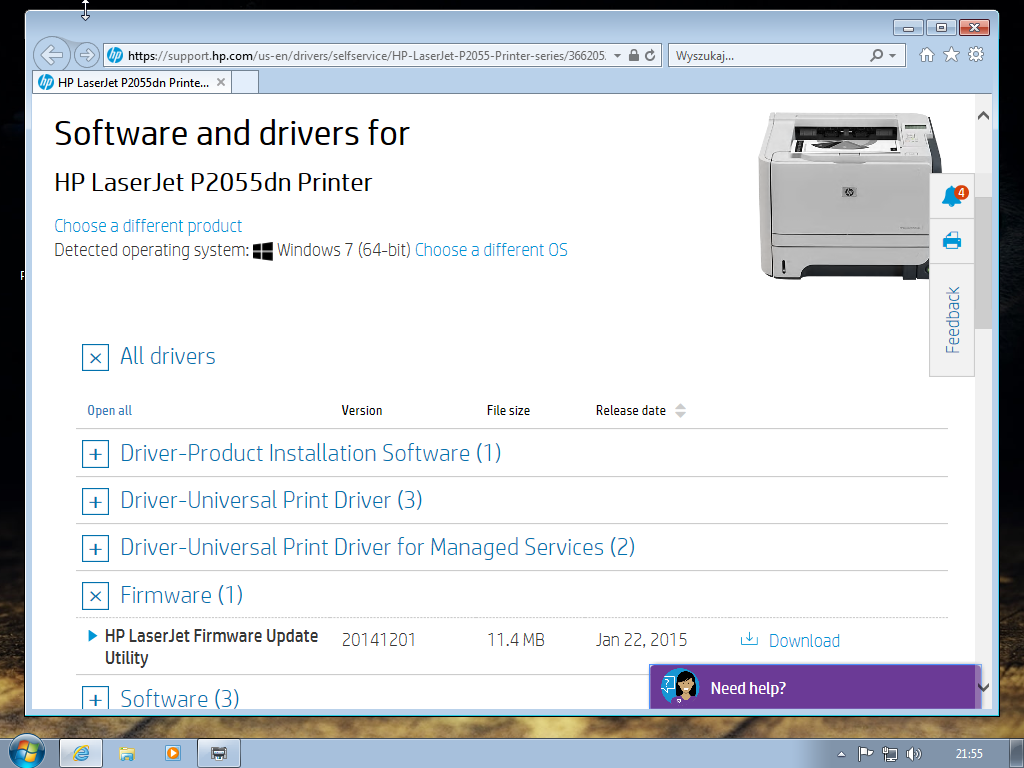 https://support.hp.com/us-en/drivers/selfservice/HP-LaserJet-P2055-Printer-series/366205.
Wyszukaj...
HP LaserJet P2055dn Printe...
Software and drivers for
HP LaserJet P2055dn Printer
Choose a different product
Detected operating system: Windows 7 (64-bit) Choose a different OS
4
Feedback
All drivers
Open all Version File size Release date
Driver-Product Installation Software (1)
Driver-Universal Print Driver (3)
Driver-Universal Print Driver for Managed Services (2)
Firmware (1)
HP LaserJet Firmware Update 20141201 11.4 MB Jan 22, 2015 Download
Utility
Software (3)
Need help?
21:55